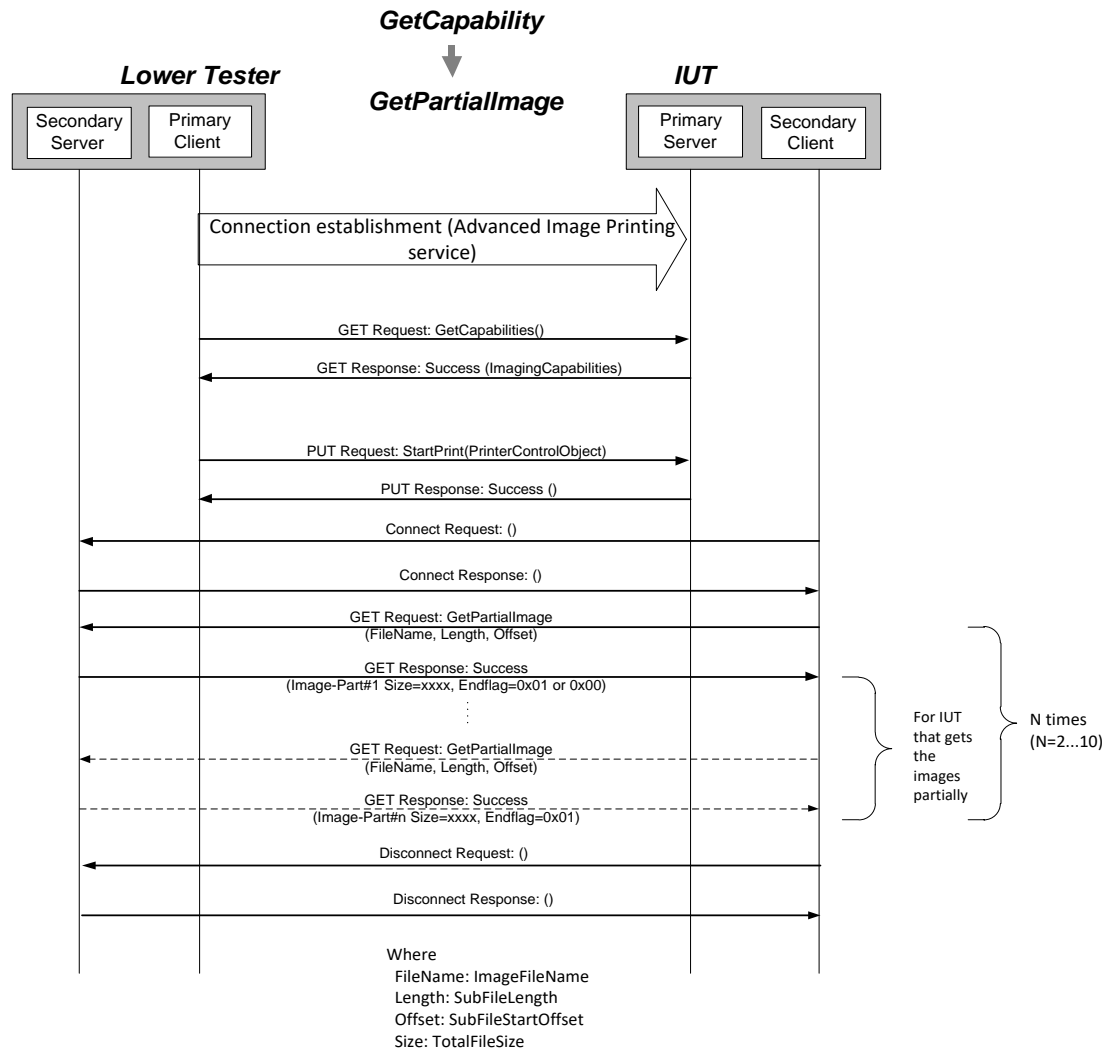 GetCapability
Lower Tester
GetPartialImage
IUT
Secondary
Server
Primary
Client
Primary
Server
Secondary
Client
Connection establishment (Advanced Image Printing
service)
GET Request: GetCapabilities()
GET Response: Success (ImagingCapabilities)
PUT Request: StartPrint(PrinterControlObject)
PUT Response: Success ()
Connect Request: ()
Connect Response: ()
GET Request: GetPartialImage
(FileName, Length, Offset)
GET Response: Success
(Image-Part#1 Size=xxxx, Endflag=0x01 or 0x00)
GET Request: GetPartialImage
(FileName, Length, Offset)
GET Response: Success
(Image-Part#n Size=xxxx, Endflag=0x01)
For IUT
that gets
the
images
partially
N times
(N=2...10)
Disconnect Request: ()
Disconnect Response: ()
Where
FileName: ImageFileName
Length: SubFileLength
Offset: SubFileStartOffset
Size: TotalFileSize